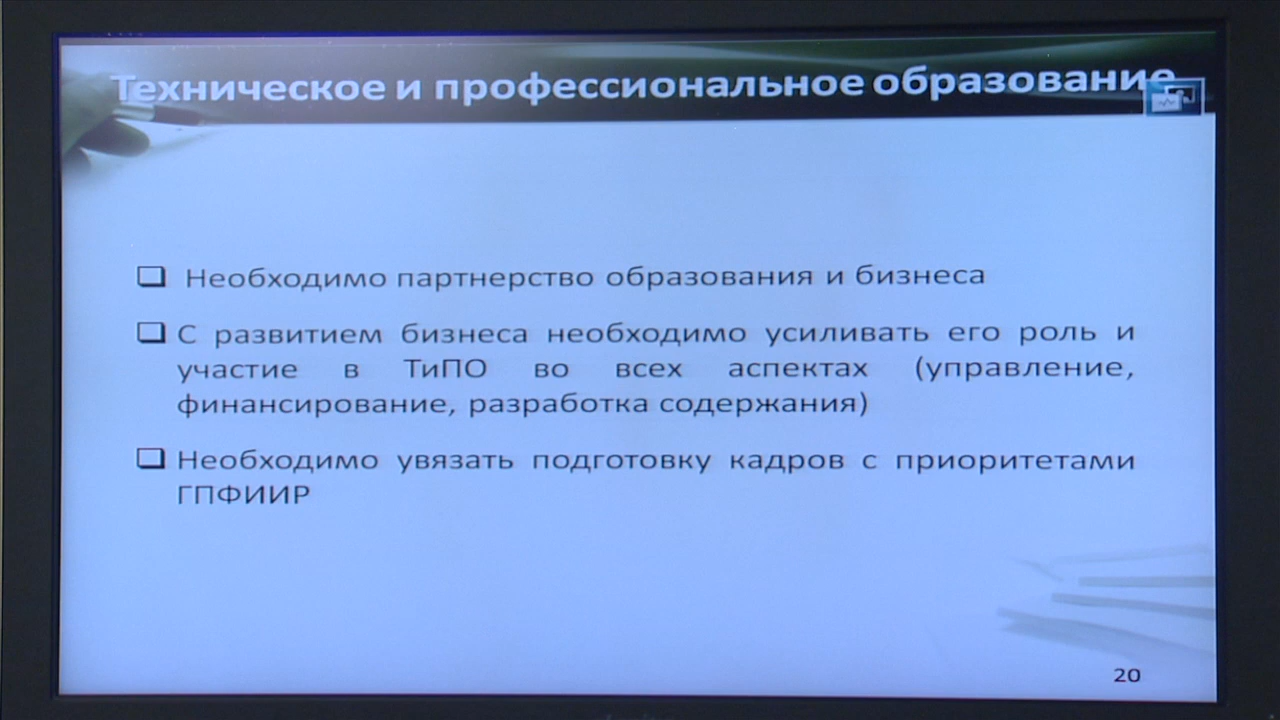 Техническое и профессиональное образование
Необходимо партнерство образования и бизнеса
С развитием бизнеса необходимо усиливать его роль и
участие в ТиПО во всех аспектах (управление,
финансирование, разработка содержания)
Необходимо увязать подготовку кадров с приоритетами
ГПФИИР
20